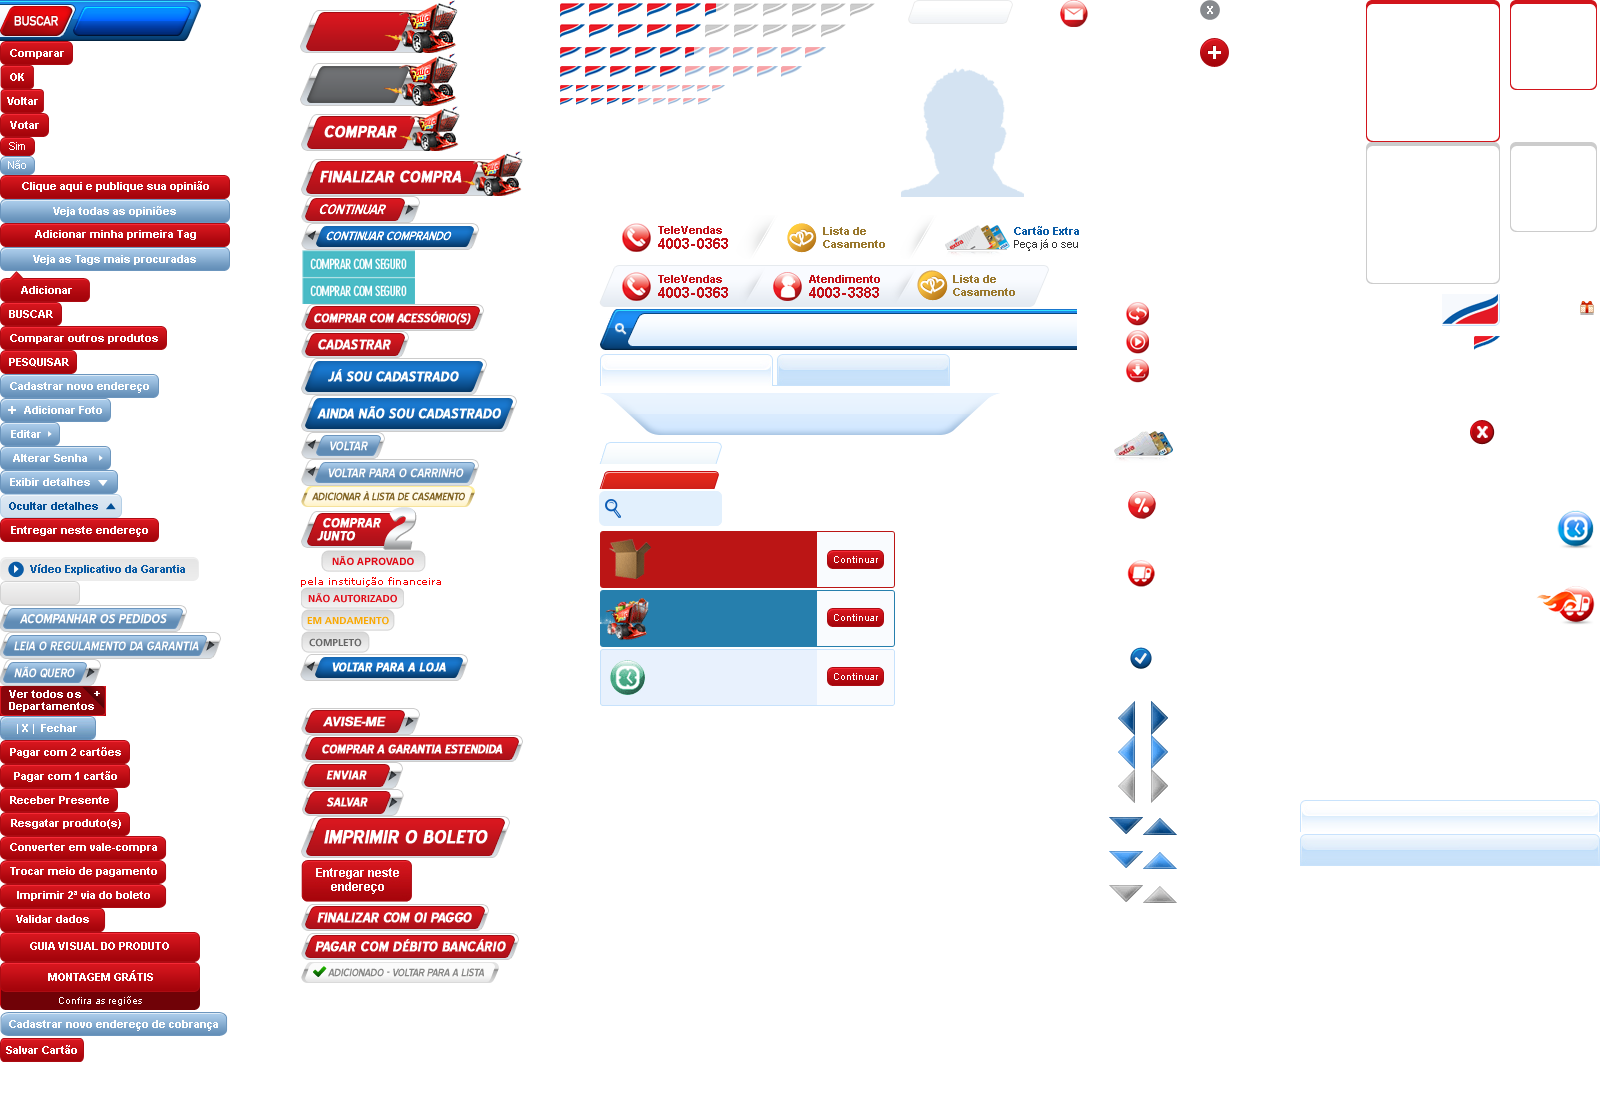 BUSCAR
Comparar
OK
Voltar
Votar
Sim
Não
Clique aqui e publique sua opinião
Veja todas as opiniões
Adicionar minha primeira Tag
Veja as Tags mais procuradas
Adicionar
BUSCAR
Comparar outros produtos
PESQUISAR
Cadastrar novo endereço
+ Adicionar Foto
Editar
Alterar Senha
Exibir detalhes
Ocultar detalhes
Entregar neste endereço
Vídeo Explicativo da Garantia
ACOMPANHAR OS PEDIDOS
LEIA O REGULAMENTO DA GARANTIA
NÃO QUERO
Ver todos os +
Departamentos
| X | Fechar
Pagar com 2 cartões
Pagar com 1 cartão
Receber Presente
Resgatar produto(s)
Converter em vale-compra
Trocar meio de pagamento
Imprimir 2ª via do boleto
Validar dados
GUIA VISUAL DO PRODUTO
MONTAGEM GRÁTIS
Confira as regiões
Cadastrar novo endereço de cobrança
Salvar Cartão
COMPRAR
FINALIZAR COMPRA
CONTINUAR
CONTINUAR COMPRANDO
COMPRAR COM SEGURO
COMPRAR COM SEGURO
COMPRAR COM ACESSÓRIO(S)
CADASTRAR
JÁ SOU CADASTRADO
AINDA NÃO SOU CADASTRADO
VOLTAR
VOLTAR PARA O CARRINHO
ADICIONAR À LISTA DE CASAMENTO
COMPRAR
JUNTO 2
NÃO APROVADO
pela instituição financeira
NÃO AUTORIZADO
EM ANDAMENTO
COMPLETO
VOLTAR PARA A LOJA
AVISE-ME
COMPRAR A GARANTIA ESTENDIDA
ENVIAR
SALVAR
IMPRIMIR O BOLETO
Entregar neste
endereço
FINALIZAR COM OI PAGGO
PAGAR COM DÉBITO BANCÁRIO
ADICIONADO - VOLTAR PARA A LISTA
TeleVendas
4003-0363
Lista de
Casamento
extra
Cartão Extra
Peça já o seu
TeleVendas
4003-0363
Atendimento
4003-3383
Lista de
Casamento
Continuar
Continuar
Continuar
X
extra
%